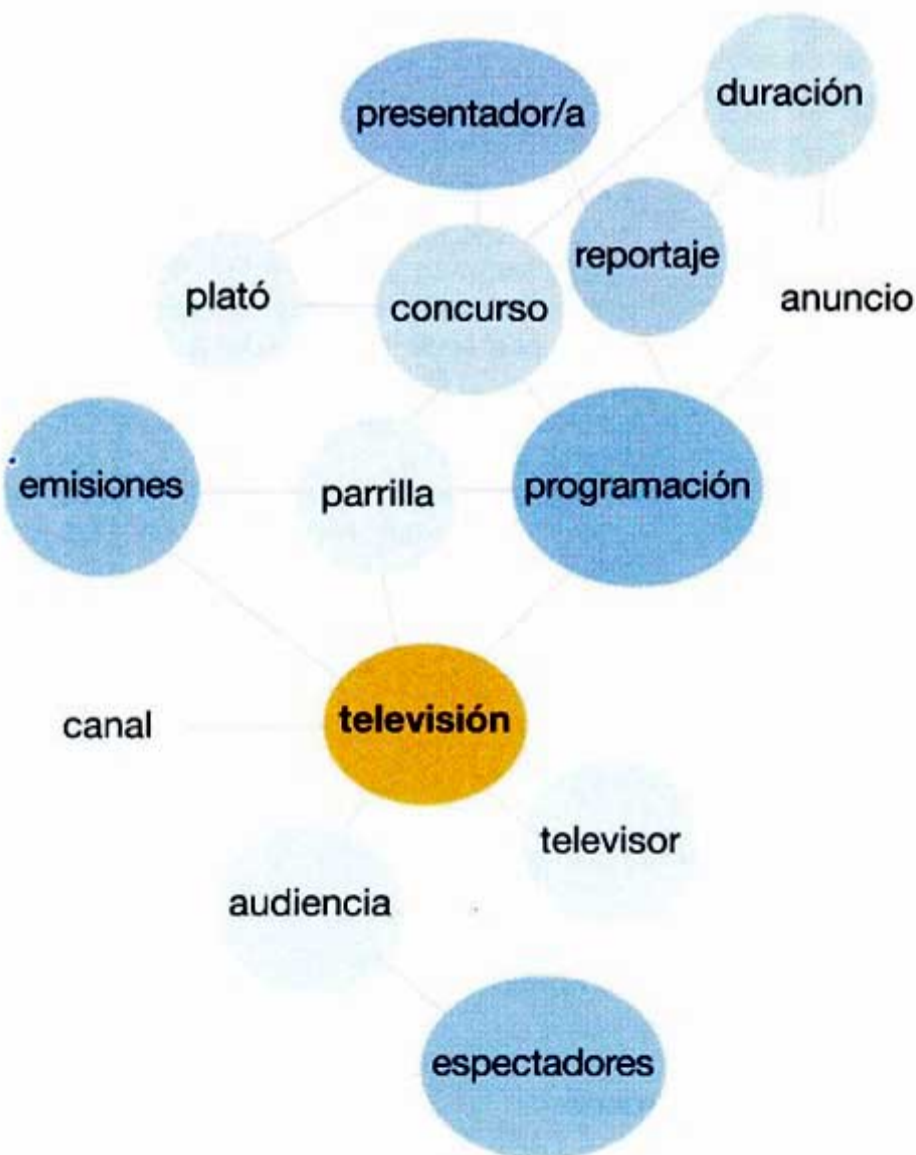 presentador/a
duración
reportaje
plató
concurso
anuncio
emisiones
parrilla
programación
televisión
canal
televisor
audiencia
espectadores